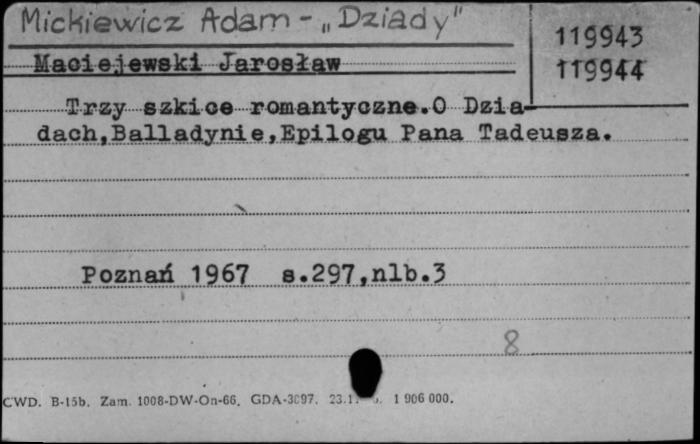 Mickiewicz Adam - „Dziady"
119943
Maciejewski Jarosław
119944
Trzy szkice romantyczne.O Dzia-
dach,Balladynie,Epilogu Pana Tadeusza.
Poznań 1967 s.297,nlb.3
8
CWD. B-15b. Zam. 1008-DW-On-66. GDA-3097. 1 906 000.